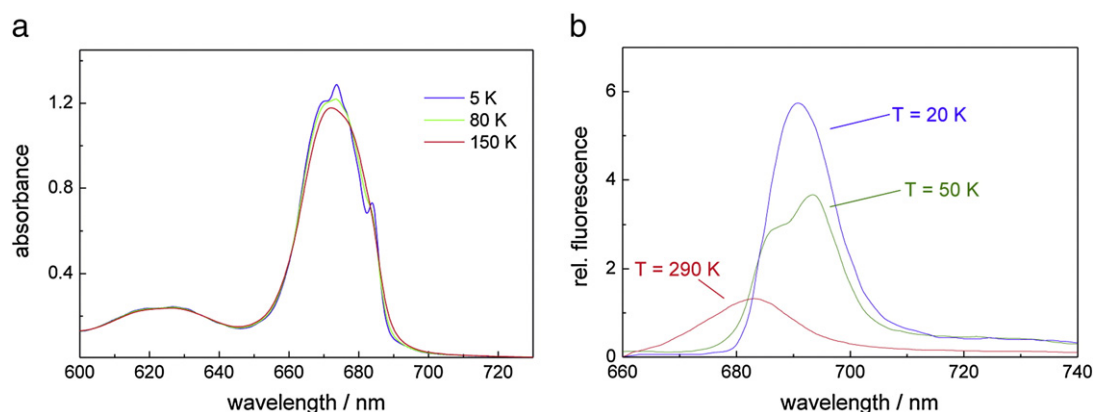 a
absorbance
1.2
0.8
0.4
5 K
80 K
150 K
600 620 640 660 680 700 720
wavelength / nm
b
rel. fluorescence
6
4
2
0
T = 20 K
T = 50 K
T = 290 K
660 680 700 720 740
wavelength / nm